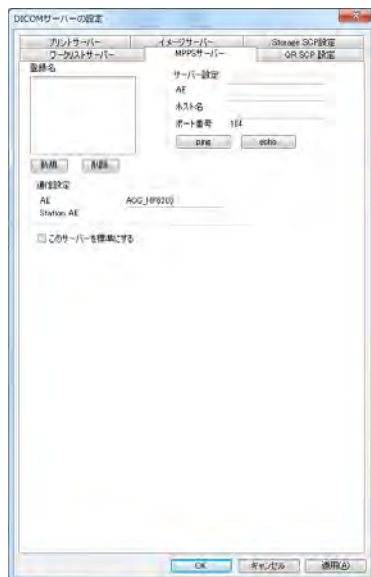 DICOMサーバーの設定
プリントサーバー イメージサーバー Storage SCP設定
ワークリストサーバー MPPSサーバー QR SCP 設定
登録名
サーバー設定
AE
ホスト名
ポート番号 104
ping echo
新規 削除
通信設定
AE
Station AE
このサーバーを標準にする
OK キャンセル 適用(A)